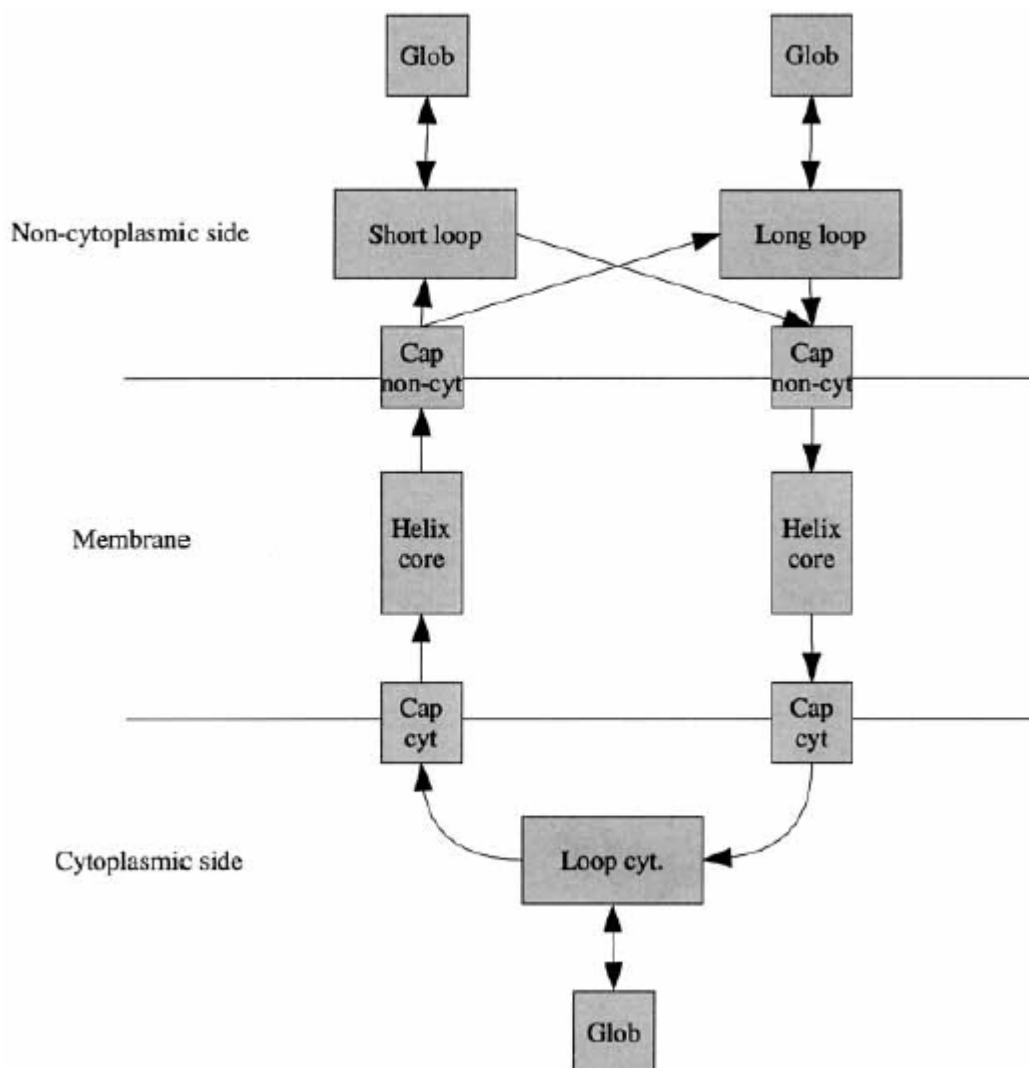 Glob
Glob
Non-cytoplasmic side
Short loop
Long loop
Cap
non-cyt
Cap
non-cyt
Membrane
Helix
core
Helix
core
Cap
cyt
Cap
cyt
Cytoplasmic side
Loop cyt.
Glob